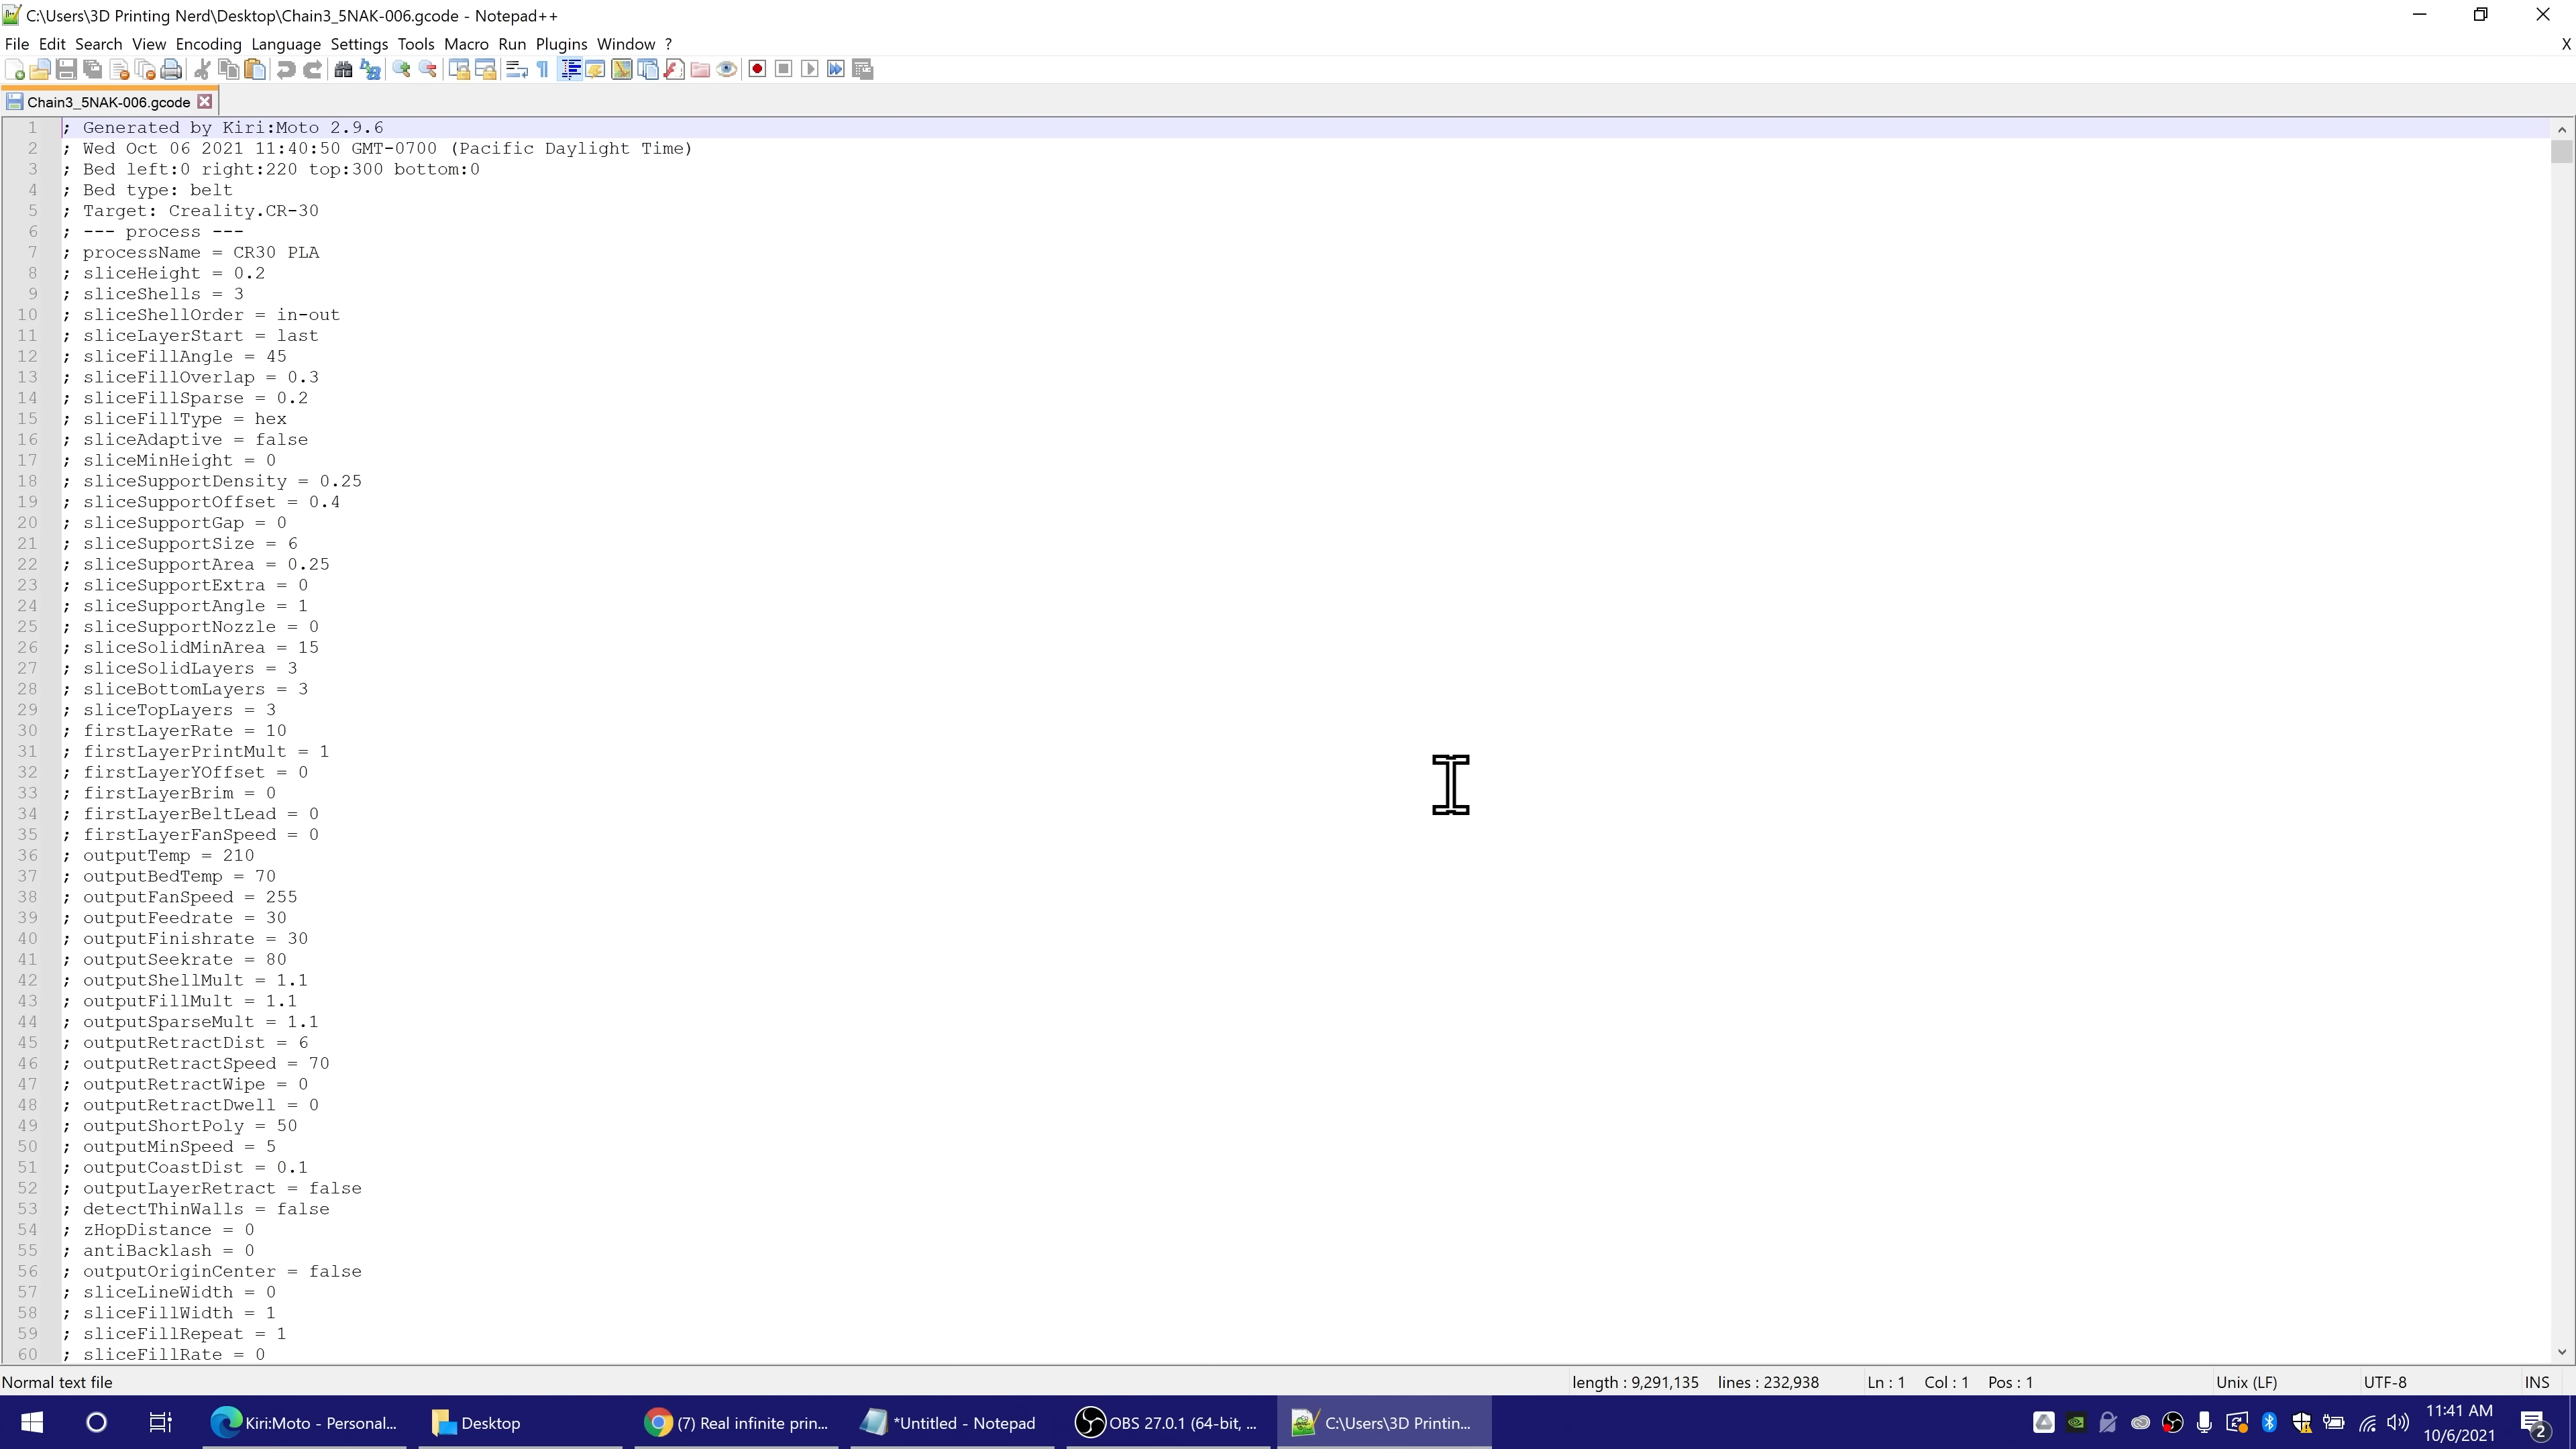 C:\Users\3D Printing Nerd\Desktop\Chain3_5NAK-006.gcode - Notepad++
File Edit Search View Encoding Language Settings Tools Macro Run Plugins Window ? X
Chain3_5NAK-006.gcode
1 ; Generated by Kiri:Moto 2.9.6
2 ; Wed Oct 06 2021 11:40:50 GMT-0700 (Pacific Daylight Time)
3 ; Bed left:0 right:220 top:300 bottom:0
4 ; Bed type: belt
5 ; Target: Creality.CR-30
6 ; --- process ---
7 ; processName = CR30 PLA
8 ; sliceHeight = 0.2
9 ; sliceShells = 3
10 ; sliceShellOrder = in-out
11 ; sliceLayerStart = last
12 ; sliceFillAngle = 45
13 ; sliceFillOverlap = 0.3
14 ; sliceFillSparse = 0.2
15 ; sliceFillType = hex
16 ; sliceAdaptive = false
17 ; sliceMinHeight = 0
18 ; sliceSupportDensity = 0.25
19 ; sliceSupportOffset = 0.4
20 ; sliceSupportGap = 0
21 ; sliceSupportSize = 6
22 ; sliceSupportArea = 0.25
23 ; sliceSupportExtra = 0
24 ; sliceSupportAngle = 1
25 ; sliceSupportNozzle = 0
26 ; sliceSolidMinArea = 15
27 ; sliceSolidLayers = 3
28 ; sliceBottomLayers = 3
29 ; sliceTopLayers = 3
30 ; firstLayerRate = 10
31 ; firstLayerPrintMult = 1
32 ; firstLayerYOffset = 0
33 ; firstLayerBrim = 0
34 ; firstLayerBeltLead = 0
35 ; firstLayerFanSpeed = 0
36 ; outputTemp = 210
37 ; outputBedTemp = 70
38 ; outputFanSpeed = 255
39 ; outputFeedrate = 30
40 ; outputFinishrate = 30
41 ; outputSeekrate = 80
42 ; outputShellMult = 1.1
43 ; outputFillMult = 1.1
44 ; outputSparseMult = 1.1
45 ; outputRetractDist = 6
46 ; outputRetractSpeed = 70
47 ; outputRetractWipe = 0
48 ; outputRetractDwell = 0
49 ; outputShortPoly = 50
50 ; outputMinSpeed = 5
51 ; outputCoastDist = 0.1
52 ; outputLayerRetract = false
53 ; detectThinWalls = false
54 ; zHopDistance = 0
55 ; antiBacklash = 0
56 ; outputOriginCenter = false
57 ; sliceLineWidth = 0
58 ; sliceFillWidth = 1
59 ; sliceFillRepeat = 1
60 ; sliceFillRate = 0
Normal text file length : 9,291,135 lines : 232,938 Ln : 1 Col : 1 Pos : 1 Unix (LF) UTF-8 INS
Kiri:Moto - Personal... Desktop (7) Real infinite prin... *Untitled - Notepad OBS 27.0.1 (64-bit, ... C:\Users\3D Printin... 11:41 AM
10/6/2021 2